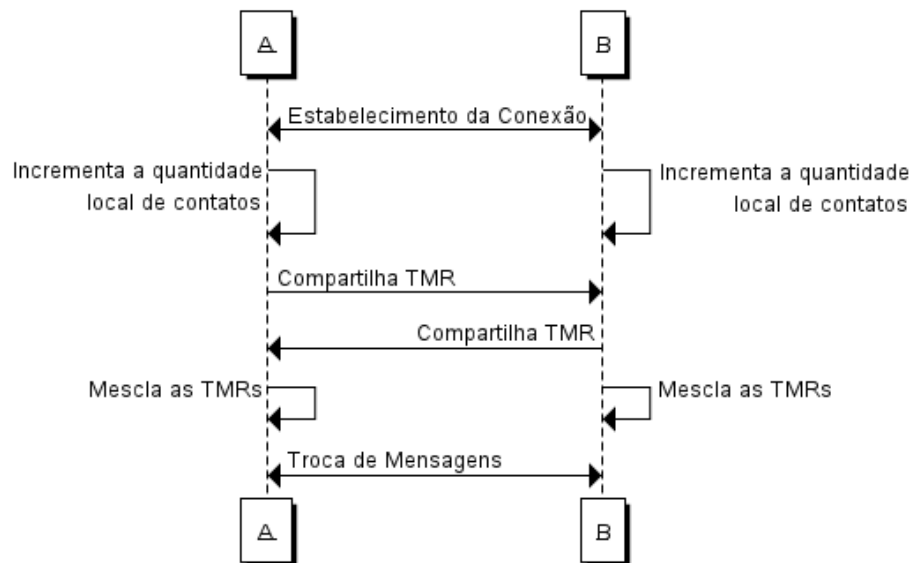 A
B
Estabelecimento da Conexão
Incrementa a quantidade
local de contatos
Incrementa a quantidade
local de contatos
Compartilha TMR
Compartilha TMR
Mescla as TMRs
Mescla as TMRs
Troca de Mensagens
A
B